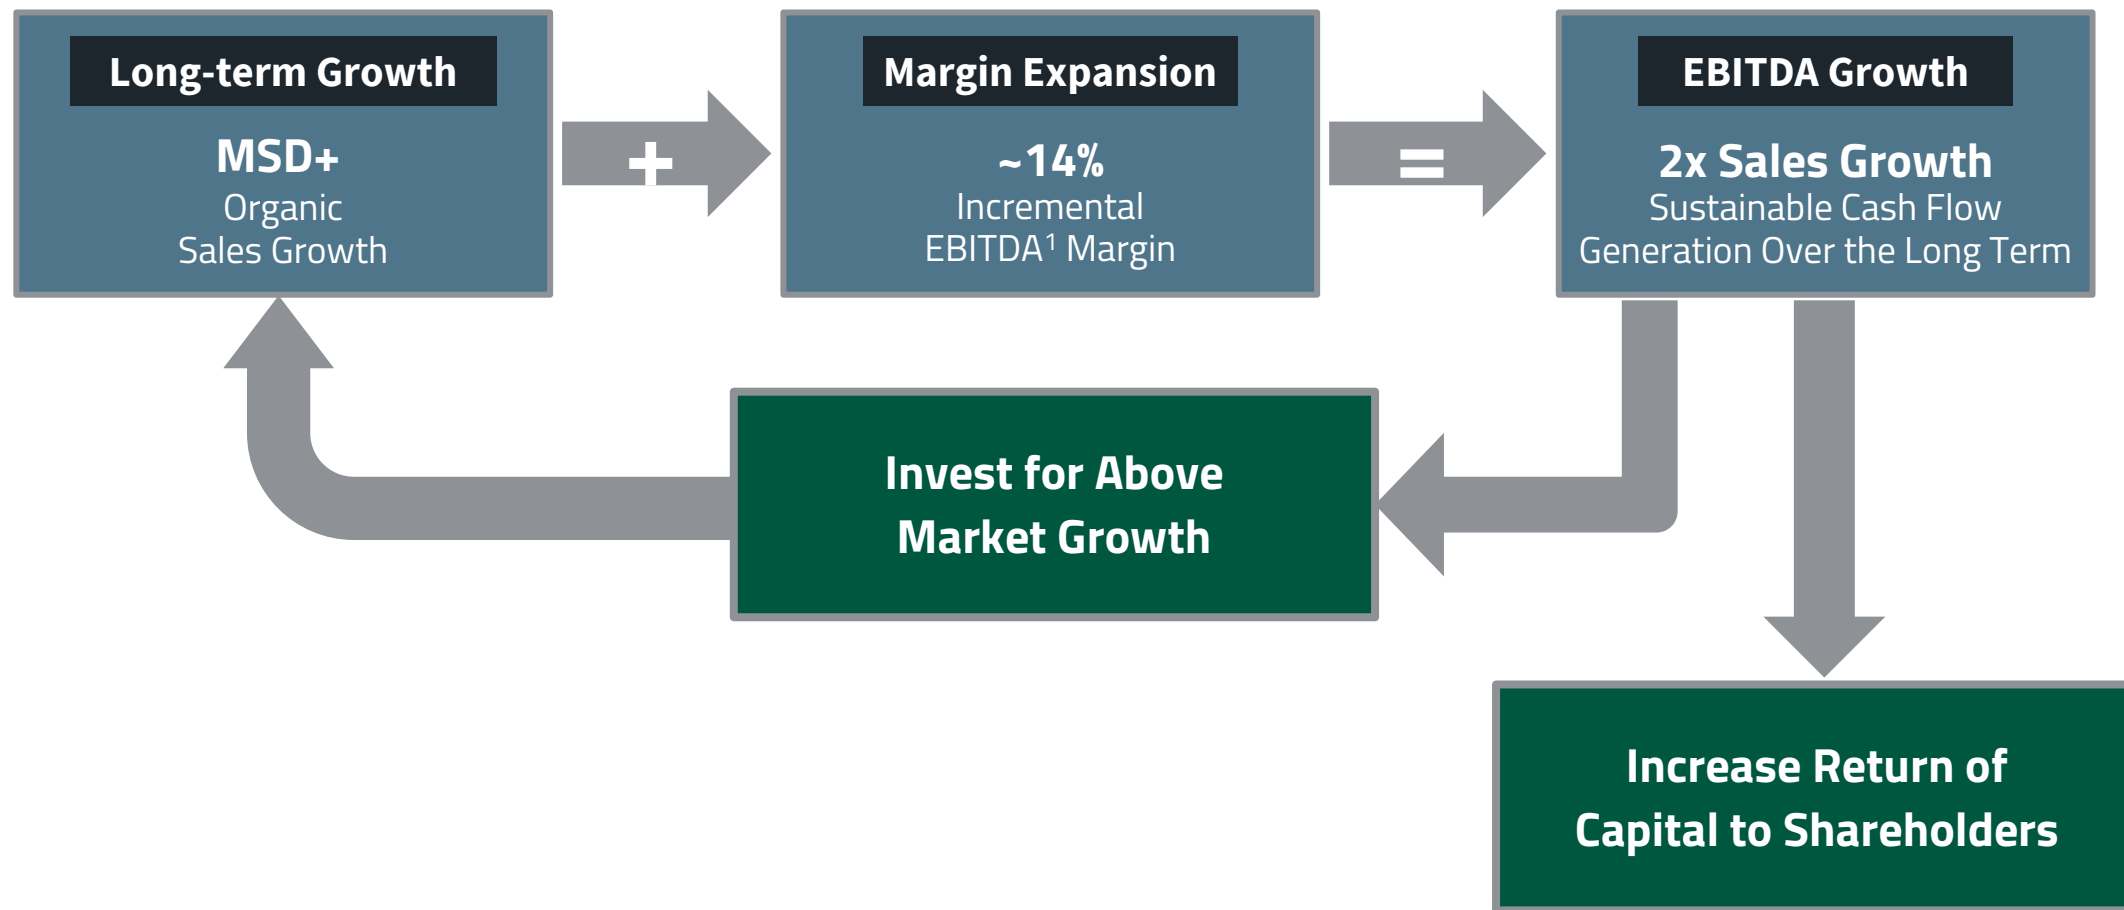 Long-term Growth
MSD+
Organic
Sales Growth
+
Margin Expansion
~14%
Incremental
EBITDA¹ Margin
=
EBITDA Growth
2x Sales Growth
Sustainable Cash Flow
Generation Over the Long Term
Invest for Above
Market Growth
Increase Return of
Capital to Shareholders